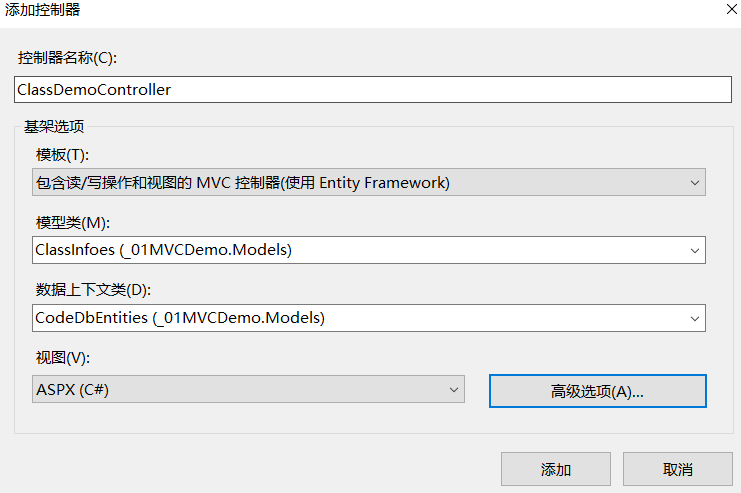 添加控制器
控制器名称(C):
ClassDemoController
基架选项
模板(T):
包含读/写操作和视图的 MVC 控制器(使用 Entity Framework)
模型类(M):
ClassInfoes (_01MVCDemo.Models)
数据上下文类(D):
CodeDbEntities (_01MVCDemo.Models)
视图(V):
ASPX (C#)
高级选项(A)...
添加
取消